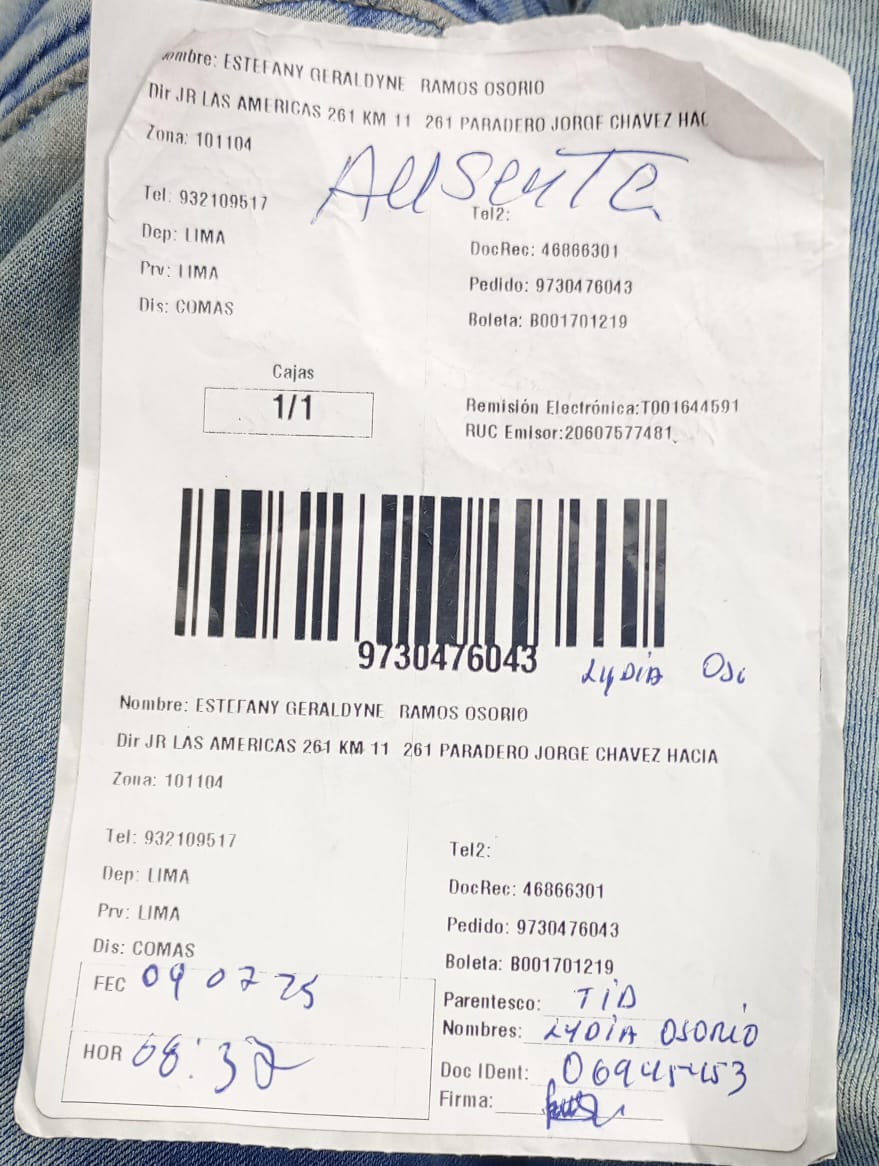 ombre: ESTEFANY GERALDYNE RAMOS OSORIO
Dir JR LAS AMERICAS 261 KM 11 261 PARADERO JORGE CHAVEZ HAC
Zona: 101104
AUSENTE
Tel: 932109517
Tel2:
Dep: LIMA
DocRec: 46866301
Prv: LIMA
Pedido: 9730476043
Dis: COMAS
Boleta: B001701219
Cajas
1/1
Remisión Electrónica:T001644591
RUC Emisor:20607577481
9730476043
LYDIA Oso
Nombre: ESTEFANY GERALDYNE RAMOS OSORIO
Dir JR LAS AMERICAS 261 KM 11 261 PARADERO JORGE CHAVEZ HACIA
Zona: 101104
Tel: 932109517
Tel2:
Dep: LIMA
DocRec: 46866301
Prv: LIMA
Pedido: 9730476043
Dis: COMAS
Boleta: B001701219
FEC 09 07 25
Parentesco: TIA
Nombres: LYDIA OSORIO
HOR 08:32
Doc IDent: 06945453
Firma: